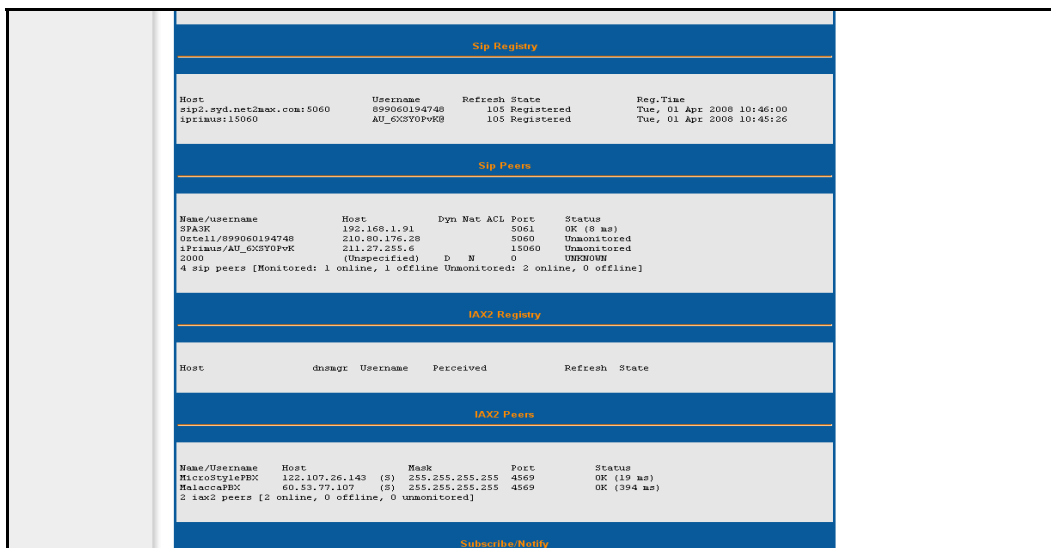 Sip Registry
Host Username Refresh State Reg.Time
sip2.syd.net2max.com:5060 899060194748 105 Registered Tue, 01 Apr 2008 10:46:00
iprimus:15060 AU_6XSY0PvK@ 105 Registered Tue, 01 Apr 2008 10:45:26
Sip Peers
Name/username Host Dyn Nat ACL Port Status
SPA3K 192.168.1.91 5061 OK (8 ms)
Oztell/899060194748 210.80.176.28 5060 Unmonitored
iPrimus/AU_6XSY0PvK 211.27.255.6 15060 Unmonitored
2000 (Unspecified) D N 0 UNKNOWN
4 sip peers [Monitored: 1 online, 1 offline Unmonitored: 2 online, 0 offline]
IAX2 Registry
Host dnsmgr Username Perceived Refresh State
IAX2 Peers
Name/Username Host Mask Port Status
MicroStylePBX 122.107.26.143 (S) 255.255.255.255 4569 OK (19 ms)
MalaccaPBX 60.53.77.107 (S) 255.255.255.255 4569 OK (394 ms)
2 iax2 peers [2 online, 0 offline, 0 unmonitored]
Subscribe/Notify